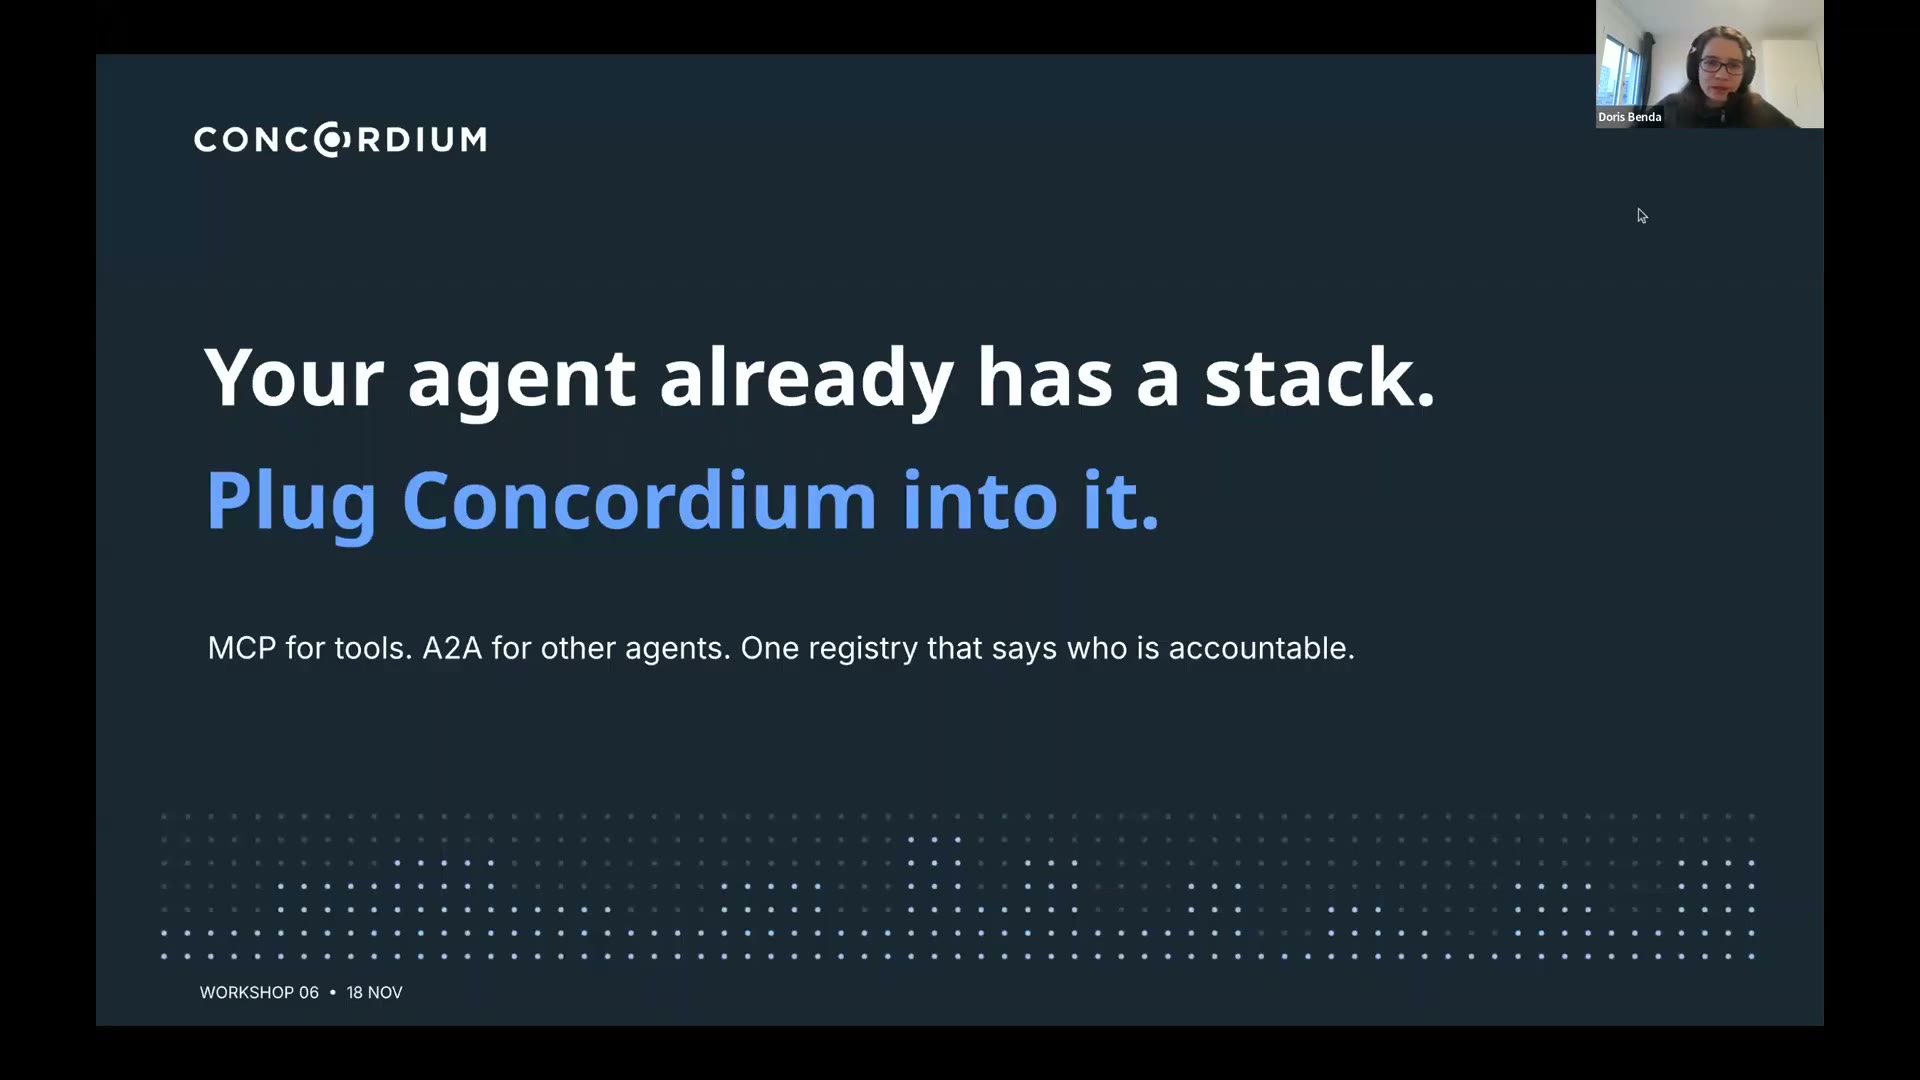 CONCORDIUM
Doris Benda
Your agent already has a stack.
Plug Concordium into it.
MCP for tools. A2A for other agents. One registry that says who is accountable.
WORKSHOP 06 • 18 NOV